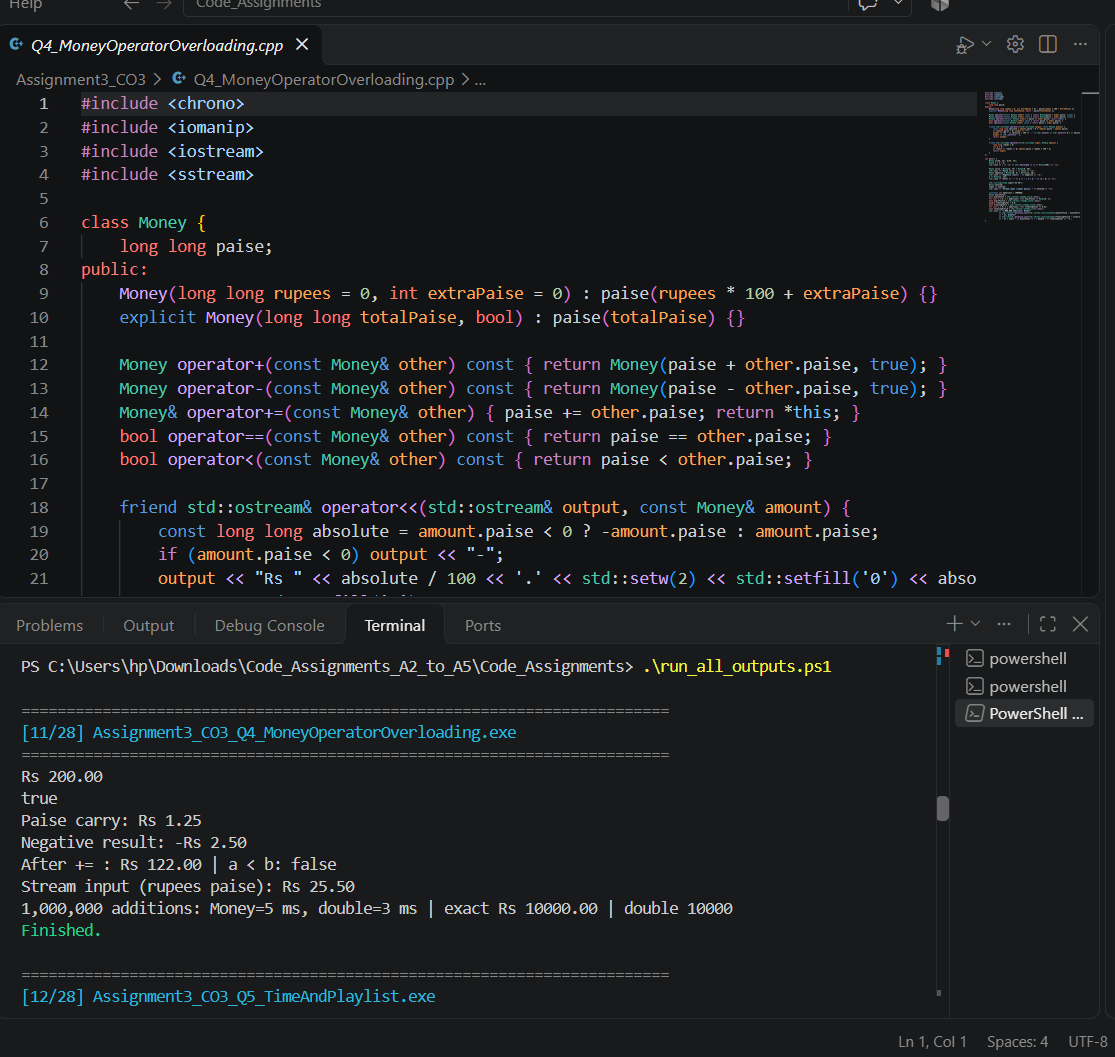 Help
Code_Assignments
Q4_MoneyOperatorOverloading.cpp
Assignment3_CO3 > Q4_MoneyOperatorOverloading.cpp > ...
1 #include <chrono>
2 #include <iomanip>
3 #include <iostream>
4 #include <sstream>
5
6 class Money {
7     long long paise;
8 public:
9     Money(long long rupees = 0, int extraPaise = 0) : paise(rupees * 100 + extraPaise) {}
10     explicit Money(long long totalPaise, bool) : paise(totalPaise) {}
11
12     Money operator+(const Money& other) const { return Money(paise + other.paise, true); }
13     Money operator-(const Money& other) const { return Money(paise - other.paise, true); }
14     Money& operator+=(const Money& other) { paise += other.paise; return *this; }
15     bool operator==(const Money& other) const { return paise == other.paise; }
16     bool operator<(const Money& other) const { return paise < other.paise; }
17
18     friend std::ostream& operator<<(std::ostream& output, const Money& amount) {
19         const long long absolute = amount.paise < 0 ? -amount.paise : amount.paise;
20         if (amount.paise < 0) output << "-";
21         output << "Rs " << absolute / 100 << '.' << std::setw(2) << std::setfill('0') << abso
Problems
Output
Debug Console
Terminal
Ports
PS C:\Users\hp\Downloads\Code_Assignments_A2_to_A5\Code_Assignments> .\run_all_outputs.ps1
powershell
powershell
PowerShell ...
========================================================================
[11/28] Assignment3_CO3_Q4_MoneyOperatorOverloading.exe
========================================================================
Rs 200.00
true
Paise carry: Rs 1.25
Negative result: -Rs 2.50
After += : Rs 122.00 | a < b: false
Stream input (rupees paise): Rs 25.50
1,000,000 additions: Money=5 ms, double=3 ms | exact Rs 10000.00 | double 10000
Finished.
========================================================================
[12/28] Assignment3_CO3_Q5_TimeAndPlaylist.exe
Ln 1, Col 1
Spaces: 4
UTF-8